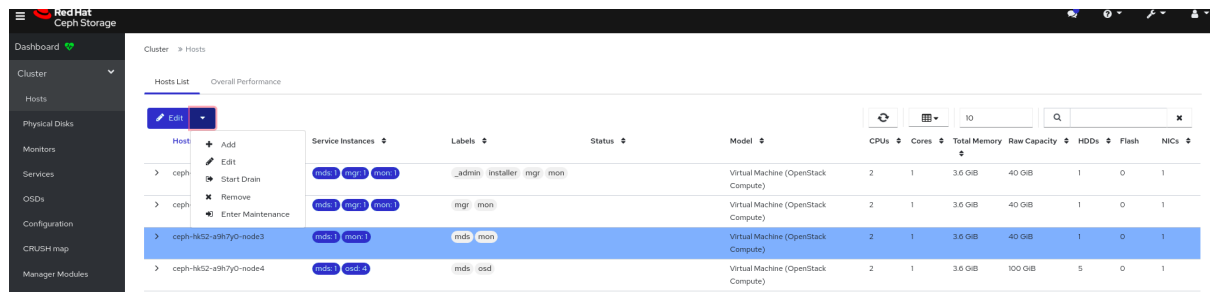 Red Hat
Ceph Storage
Dashboard
Cluster » Hosts
Cluster
Hosts
Physical Disks
Monitors
Services
OSDs
Configuration
CRUSH map
Manager Modules
Hosts List Overall Performance
Edit
10
Add
Edit
Start Drain
Remove
Enter Maintenance
Host Service Instances Labels Status Model CPUs Cores Total Memory Raw Capacity HDDs Flash NICs
ceph- mds: 1 mgr: 1 mon: 1 _admin installer mgr mon Virtual Machine (OpenStack Compute) 2 1 3.6 GiB 40 GiB 1 0 1
ceph- mds: 1 mgr: 1 mon: 1 mgr mon Virtual Machine (OpenStack Compute) 2 1 3.6 GiB 40 GiB 1 0 1
ceph-hk52-a9h7y0-node3 mds: 1 mon: 1 mds mon Virtual Machine (OpenStack Compute) 2 1 3.6 GiB 40 GiB 1 0 1
ceph-hk52-a9h7y0-node4 mds: 1 osd: 4 mds osd Virtual Machine (OpenStack Compute) 2 1 3.6 GiB 100 GiB 5 0 1